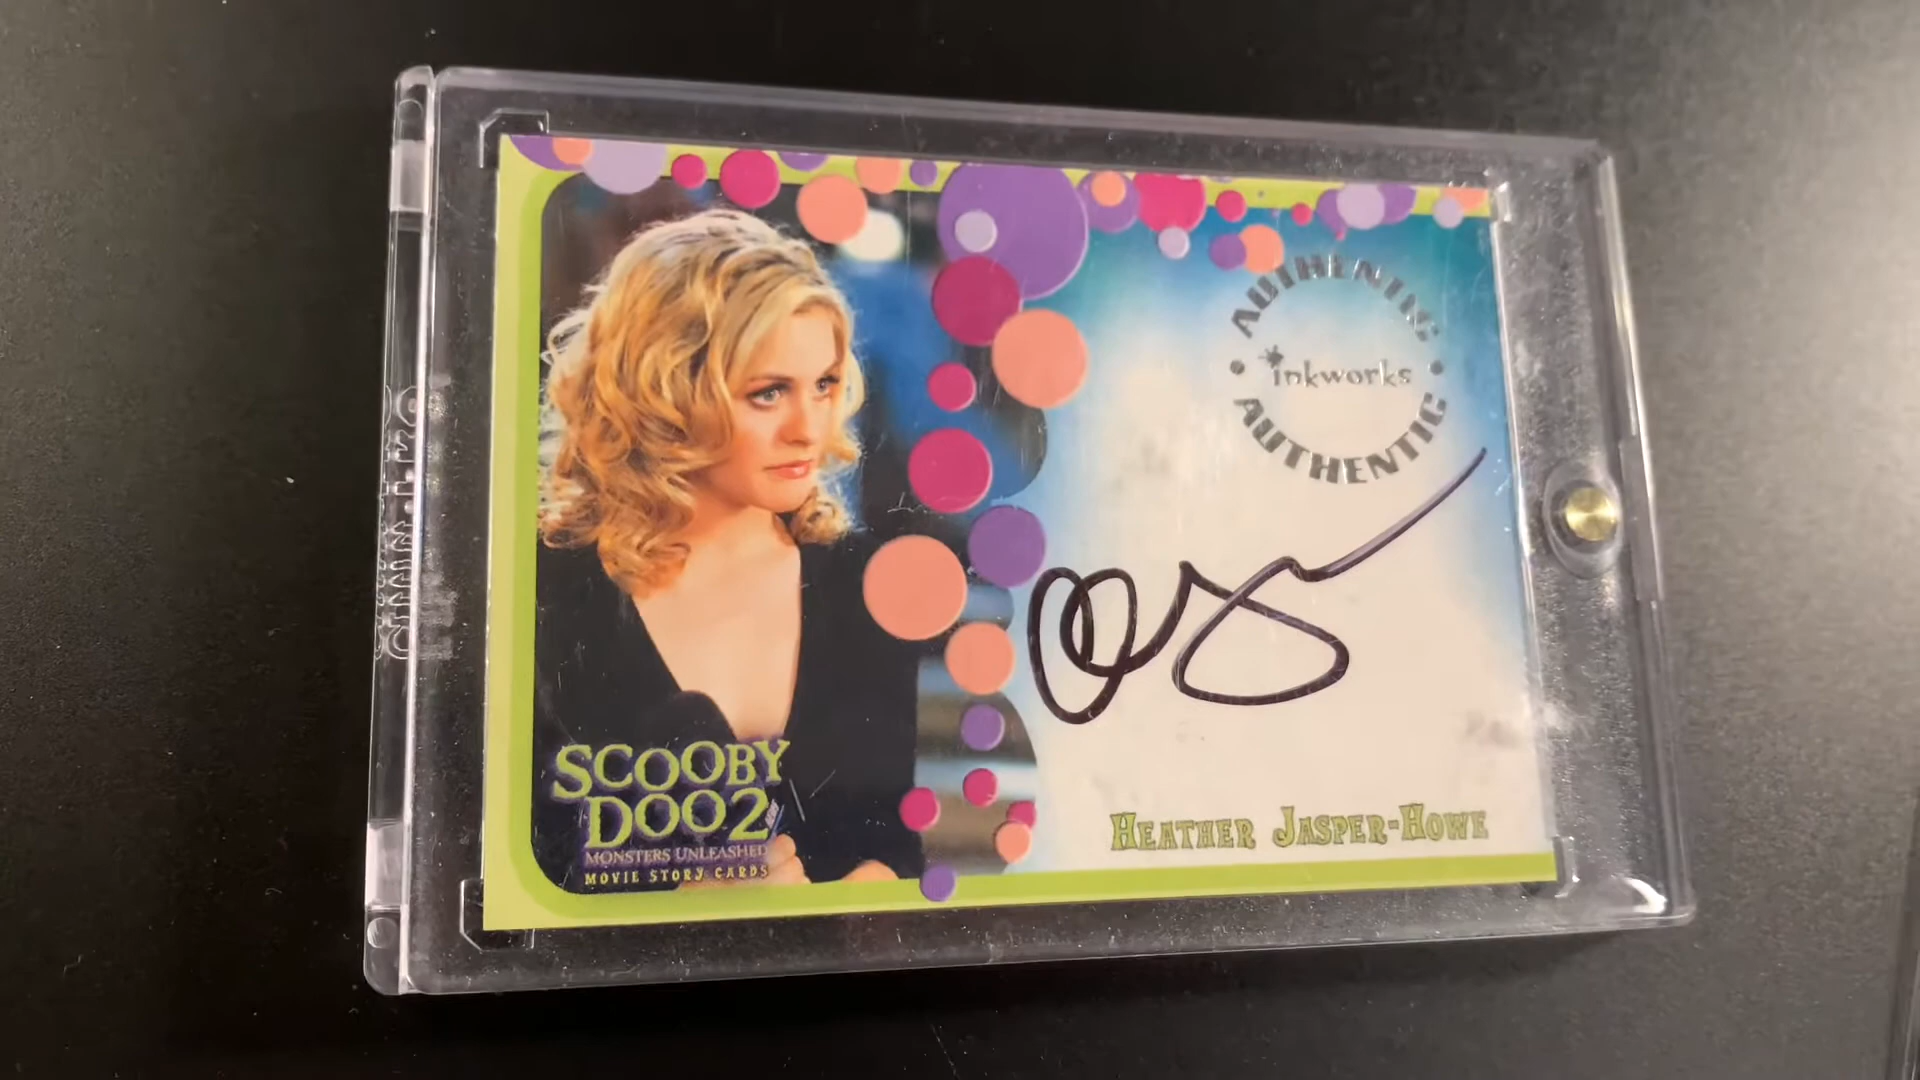 AUTHENTIC
inkworks
AUTHENTIC
SCOOBY
DOO2
MONSTERS UNLEASHED
MOVIE STORY CARDS
HEATHER JASPER-HOWE